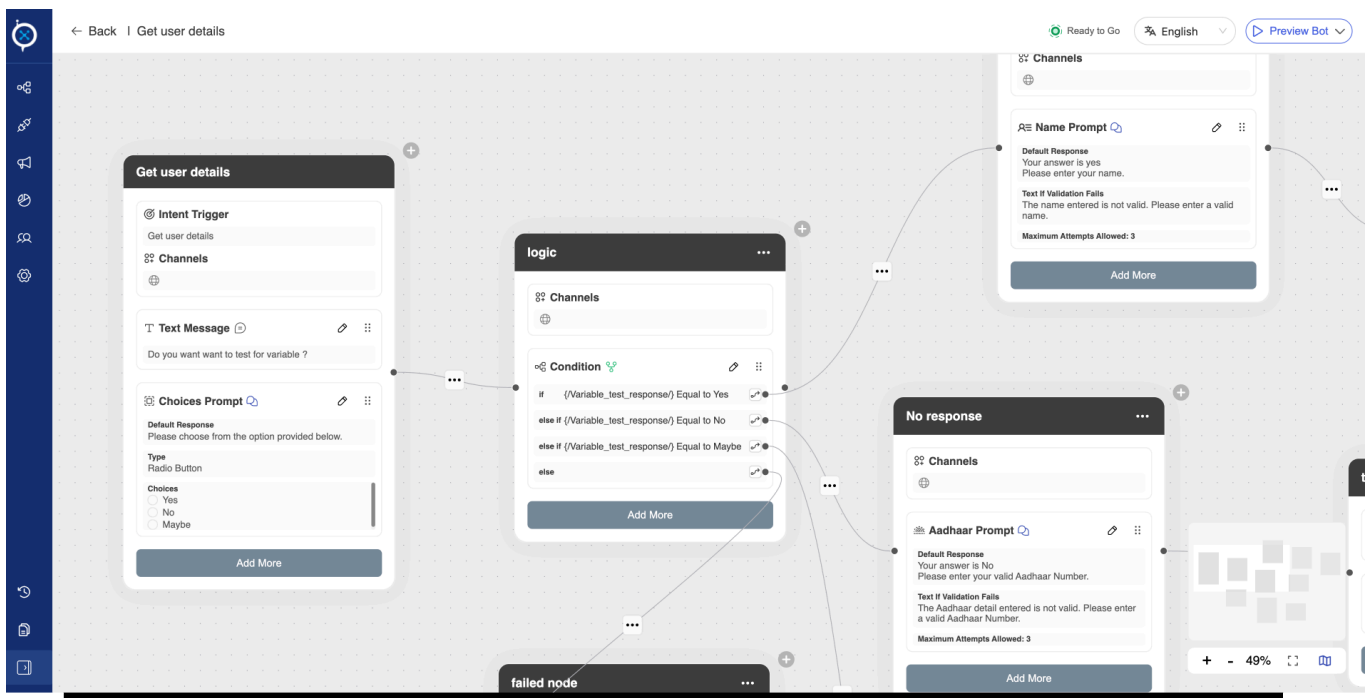 ← Back | Get user details
Ready to Go
English
Preview Bot
Get user details
Intent Trigger
Get user details
Channels
Text Message
Do you want want to test for variable ?
Choices Prompt
Default Response
Please choose from the option provided below.
Type
Radio Button
Choices
Yes
No
Maybe
Add More
logic
Channels
Condition
if {/Variable_test_response/} Equal to Yes
else if {/Variable_test_response/} Equal to No
else if {/Variable_test_response/} Equal to Maybe
else
Add More
failed node
Channels
Name Prompt
Default Response
Your answer is yes
Please enter your name.
Text If Validation Fails
The name entered is not valid. Please enter a valid
name.
Maximum Attempts Allowed: 3
Add More
No response
Channels
Aadhaar Prompt
Default Response
Your answer is No
Please enter your valid Aadhaar Number.
Text If Validation Fails
The Aadhaar detail entered is not valid. Please enter
a valid Aadhaar Number.
Maximum Attempts Allowed: 3
Add More
+ - 49%